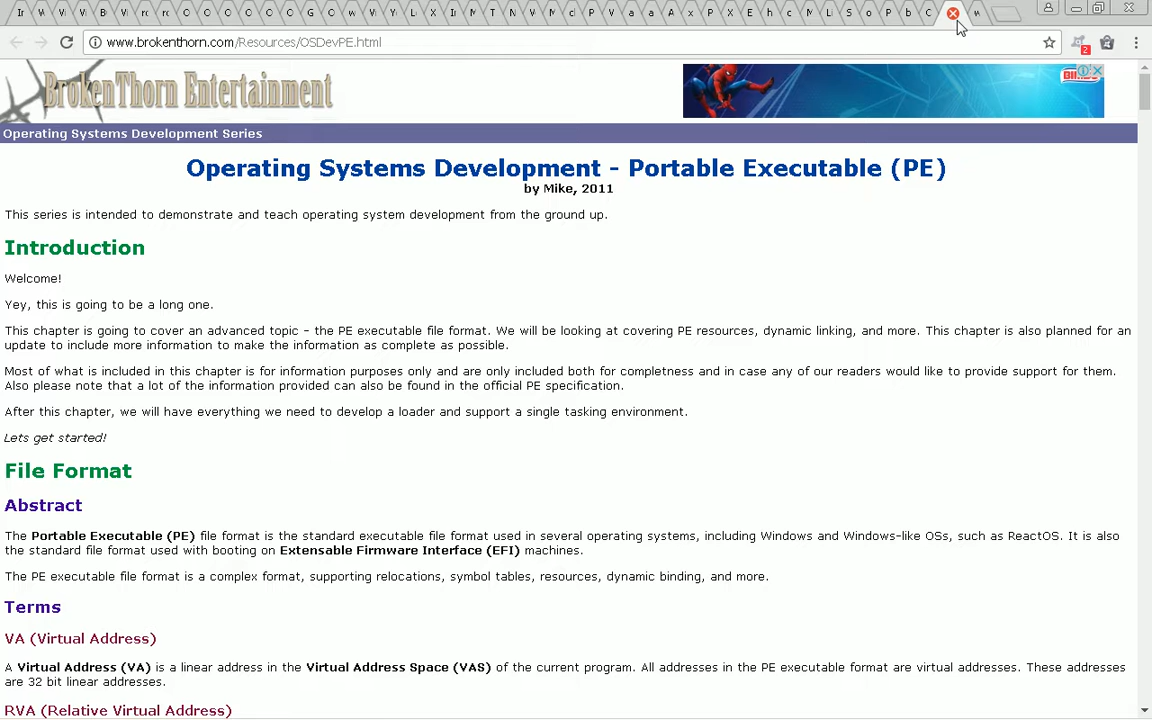 Ir W V V B V rc rc C C C C C C G C w V Y L X Ir M T N V M d P V a a A x P X E h c M L S o P b C w
www.brokenthorn.com/Resources/OSDevPE.html
2
BrokenThorn Entertainment
Operating Systems Development Series
Operating Systems Development - Portable Executable (PE)
by Mike, 2011
This series is intended to demonstrate and teach operating system development from the ground up.
Introduction
Welcome!
Yey, this is going to be a long one.
This chapter is going to cover an advanced topic - the PE executable file format. We will be looking at covering PE resources, dynamic linking, and more. This chapter is also planned for an
update to include more information to make the information as complete as possible.
Most of what is included in this chapter is for information purposes only and are only included both for completness and in case any of our readers would like to provide support for them.
Also please note that a lot of the information provided can also be found in the official PE specification.
After this chapter, we will have everything we need to develop a loader and support a single tasking environment.
Lets get started!
File Format
Abstract
The Portable Executable (PE) file format is the standard executable file format used in several operating systems, including Windows and Windows-like OSs, such as ReactOS. It is also
the standard file format used with booting on Extensable Firmware Interface (EFI) machines.
The PE executable file format is a complex format, supporting relocations, symbol tables, resources, dynamic binding, and more.
Terms
VA (Virtual Address)
A Virtual Address (VA) is a linear address in the Virtual Address Space (VAS) of the current program. All addresses in the PE executable format are virtual addresses. These addresses
are 32 bit linear addresses.
RVA (Relative Virtual Address)